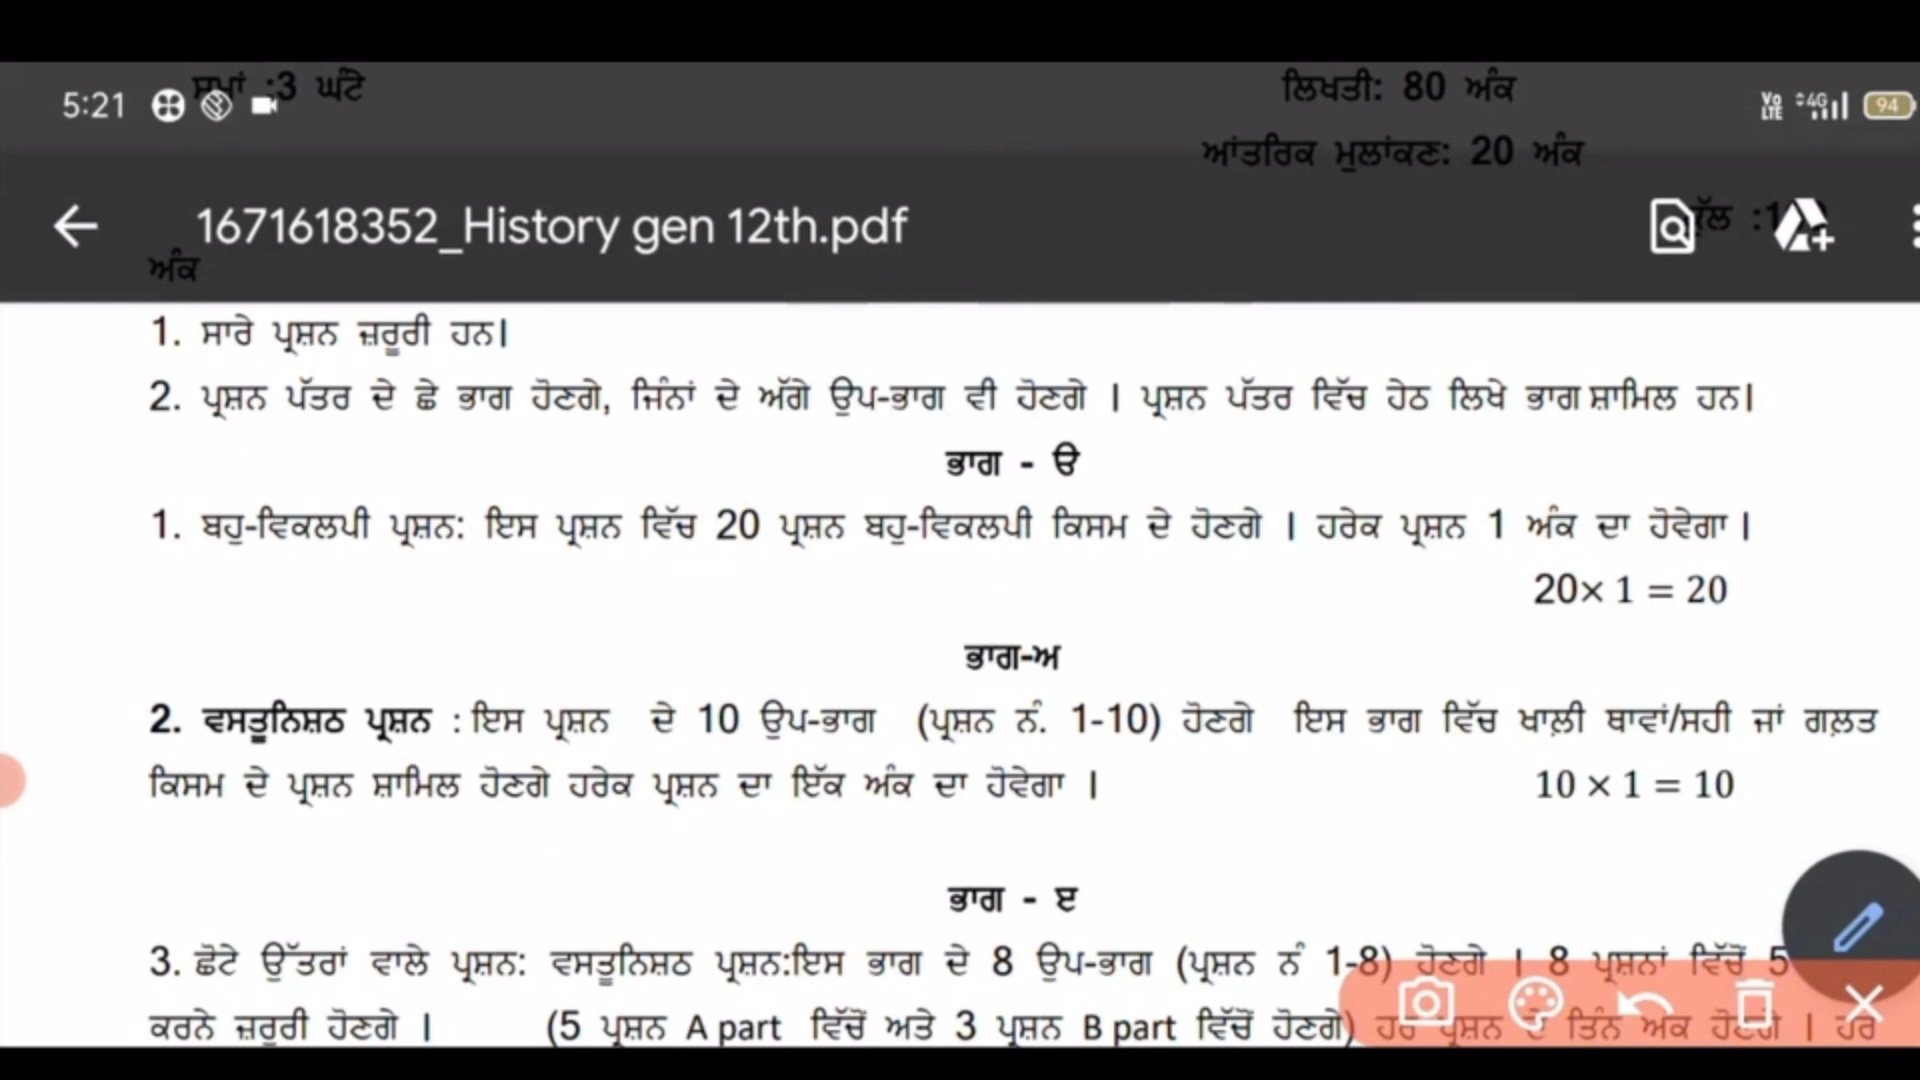 ਸਮਾਂ :3 ਘੰਟੇ
ਲਿਖਤੀ: 80 ਅੰਕ
5:21
Vo LTE 4G 94
ਆਂਤਰਿਕ ਮੁਲਾਂਕਣ: 20 ਅੰਕ
1671618352_History gen 12th.pdf
ਅੰਕ
1. ਸਾਰੇ ਪ੍ਰਸ਼ਨ ਜ਼ਰੂਰੀ ਹਨ।
2. ਪ੍ਰਸ਼ਨ ਪੱਤਰ ਦੇ ਛੇ ਭਾਗ ਹੋਣਗੇ, ਜਿੰਨਾਂ ਦੇ ਅੱਗੇ ਉਪ-ਭਾਗ ਵੀ ਹੋਣਗੇ । ਪ੍ਰਸ਼ਨ ਪੱਤਰ ਵਿੱਚ ਹੇਠ ਲਿਖੇ ਭਾਗ ਸ਼ਾਮਿਲ ਹਨ।
ਭਾਗ - ੳ
1. ਬਹੁ-ਵਿਕਲਪੀ ਪ੍ਰਸ਼ਨ: ਇਸ ਪ੍ਰਸ਼ਨ ਵਿੱਚ 20 ਪ੍ਰਸ਼ਨ ਬਹੁ-ਵਿਕਲਪੀ ਕਿਸਮ ਦੇ ਹੋਣਗੇ । ਹਰੇਕ ਪ੍ਰਸ਼ਨ 1 ਅੰਕ ਦਾ ਹੋਵੇਗਾ ।
20× 1 = 20
ਭਾਗ-ਅ
2. ਵਸਤੂਨਿਸ਼ਠ ਪ੍ਰਸ਼ਨ : ਇਸ ਪ੍ਰਸ਼ਨ ਦੇ 10 ਉਪ-ਭਾਗ (ਪ੍ਰਸ਼ਨ ਨੰ. 1-10) ਹੋਣਗੇ ਇਸ ਭਾਗ ਵਿੱਚ ਖਾਲ਼ੀ ਥਾਵਾਂ/ਸਹੀ ਜਾਂ ਗਲ਼ਤ
ਕਿਸਮ ਦੇ ਪ੍ਰਸ਼ਨ ਸ਼ਾਮਿਲ ਹੋਣਗੇ ਹਰੇਕ ਪ੍ਰਸ਼ਨ ਦਾ ਇੱਕ ਅੰਕ ਦਾ ਹੋਵੇਗਾ । 10 × 1 = 10
ਭਾਗ - ੲ
3. ਛੋਟੇ ਉੱਤਰਾਂ ਵਾਲੇ ਪ੍ਰਸ਼ਨ: ਵਸਤੂਨਿਸ਼ਠ ਪ੍ਰਸ਼ਨ:ਇਸ ਭਾਗ ਦੇ 8 ਉਪ-ਭਾਗ (ਪ੍ਰਸ਼ਨ ਨੰ 1-8) ਹੋਣਗੇ । 8 ਪ੍ਰਸ਼ਨਾਂ ਵਿੱਚੋਂ 5
ਕਰਨੇ ਜ਼ਰੂਰੀ ਹੋਣਗੇ । (5 ਪ੍ਰਸ਼ਨ A part ਵਿੱਚੋਂ ਅਤੇ 3 ਪ੍ਰਸ਼ਨ B part ਵਿੱਚੋਂ ਹੋਣਗੇ) ਹਰ ਪ੍ਰਸ਼ਨ ਦੇ ਤਿੰਨ ਅੰਕ ਹੋਣਗੇ । ਹਰ